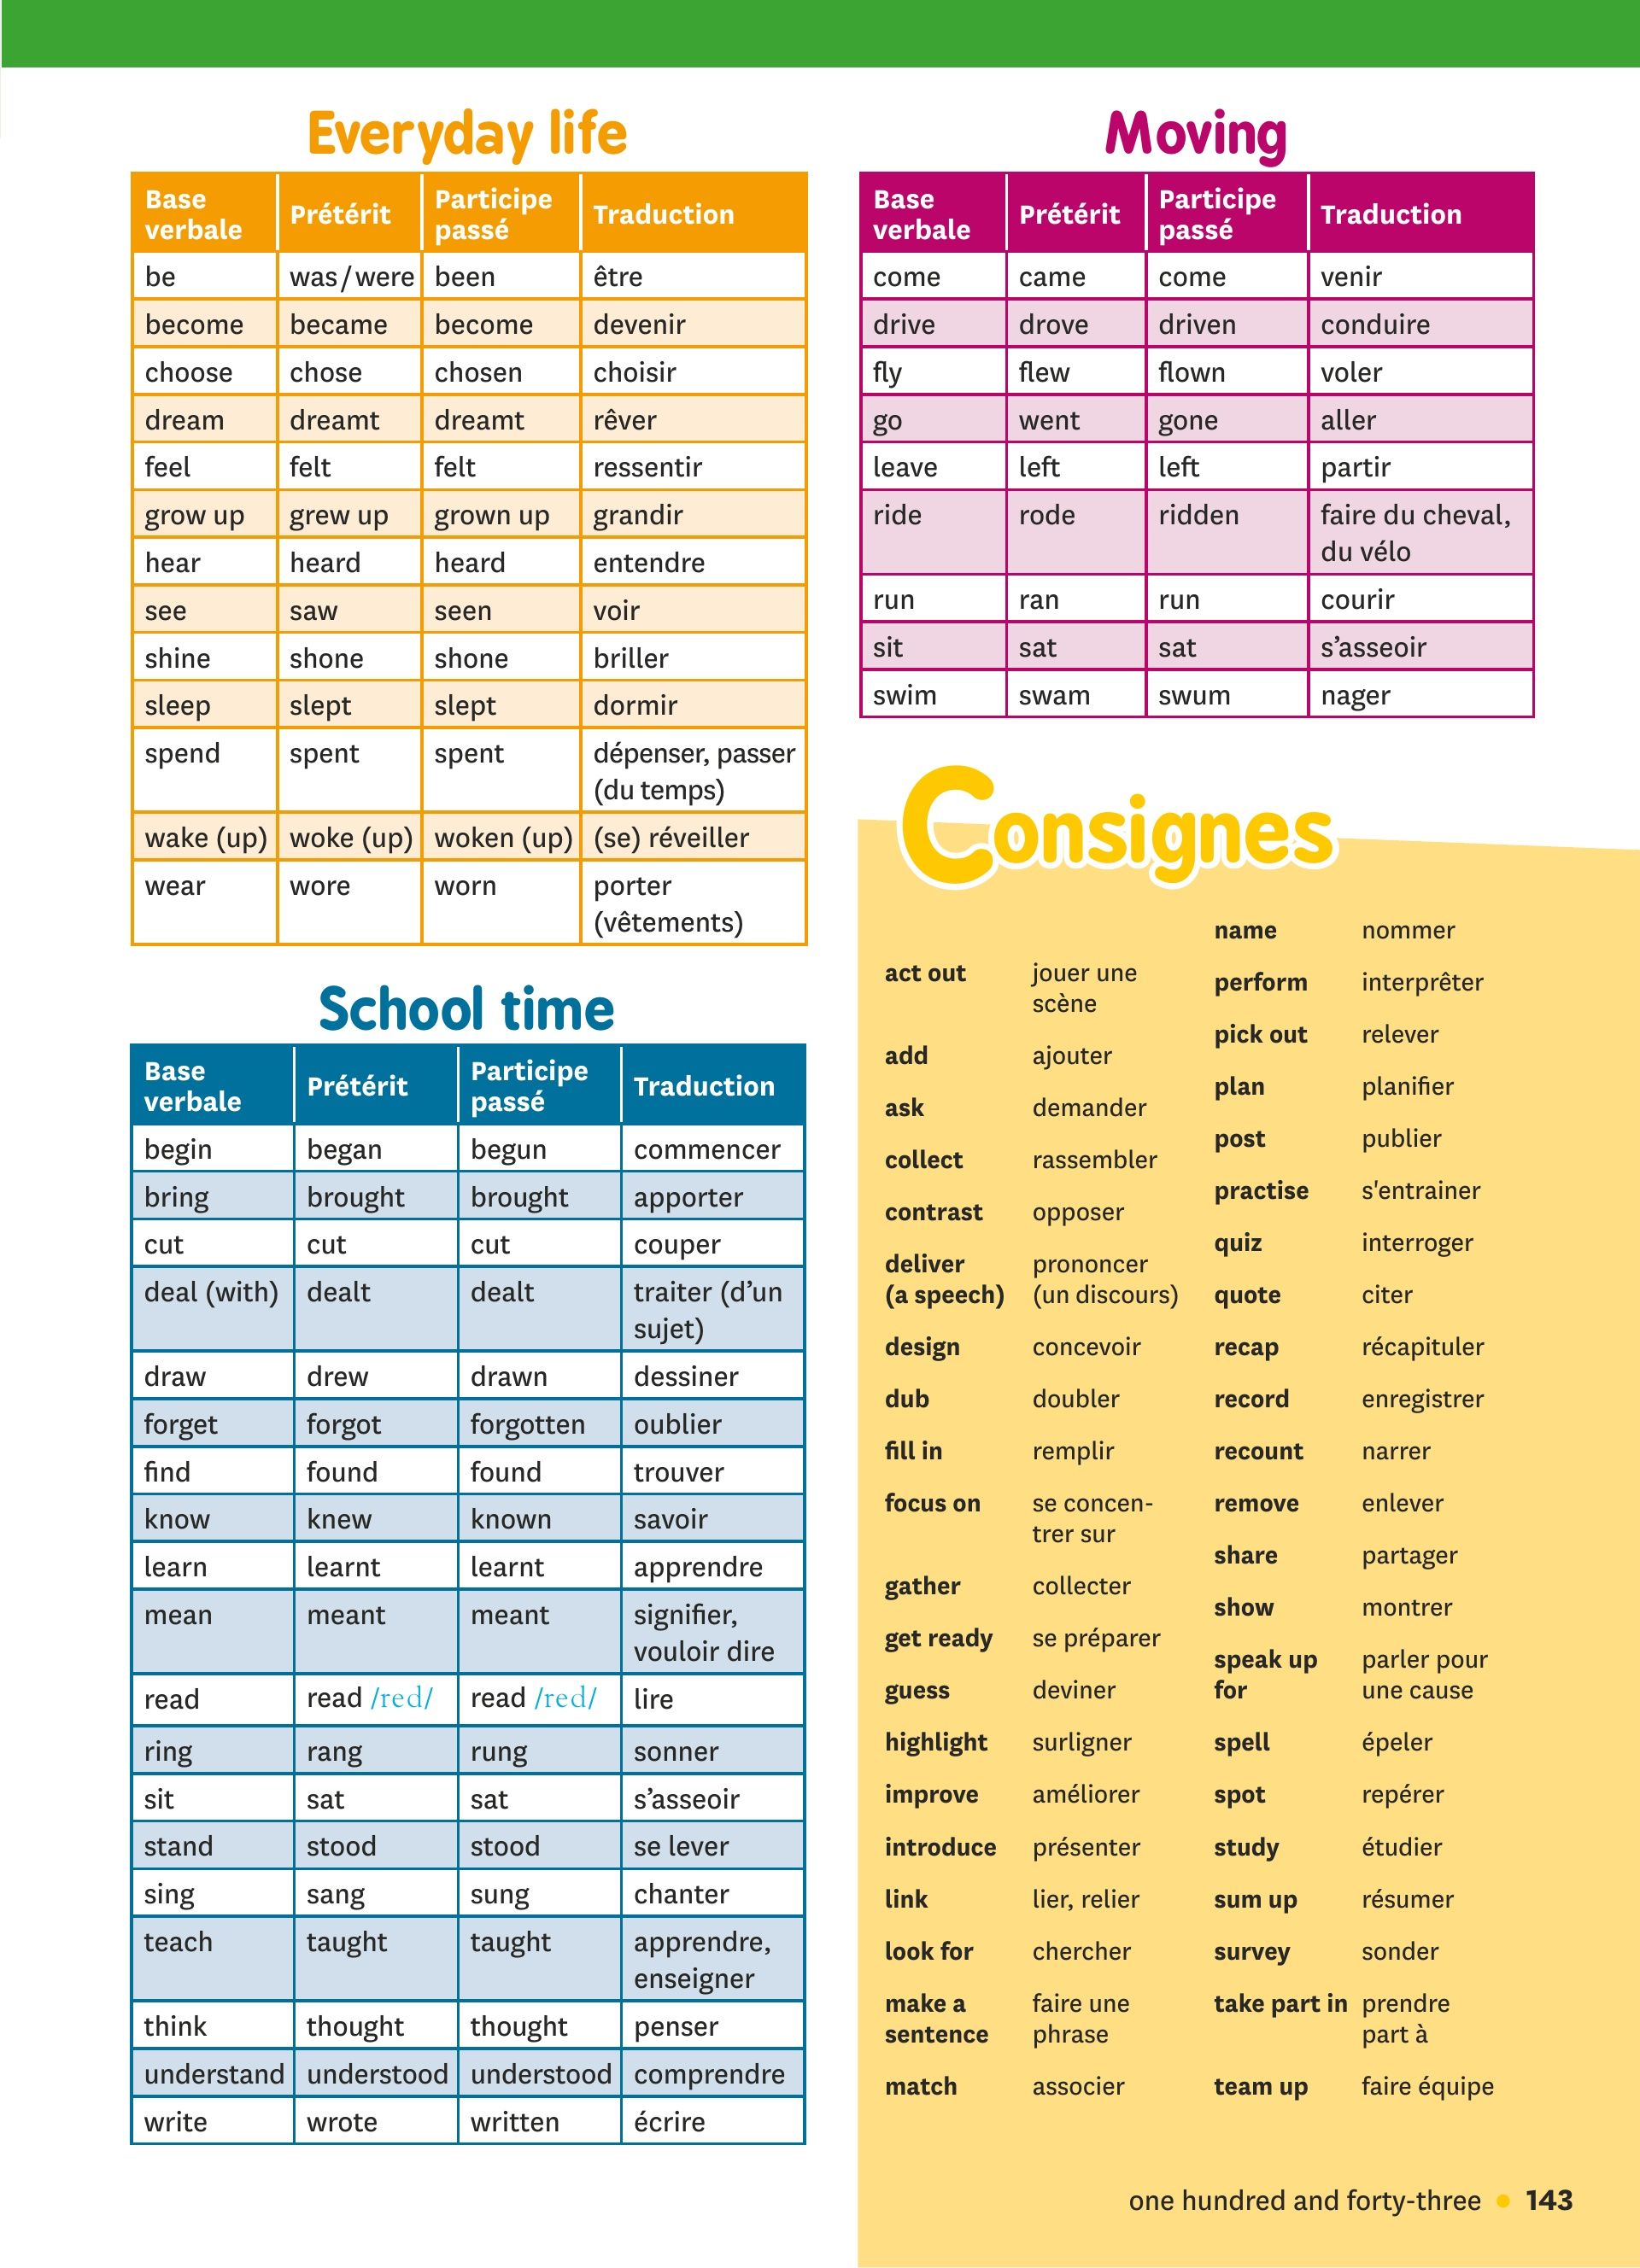 Everyday life
Base verbale Prétérit Participe passé Traduction
be was / were been être
become became become devenir
choose chose chosen choisir
dream dreamt dreamt rêver
feel felt felt ressentir
grow up grew up grown up grandir
hear heard heard entendre
see saw seen voir
shine shone shone briller
sleep slept slept dormir
spend spent spent dépenser, passer
(du temps)
wake (up) woke (up) woken (up) (se) réveiller
wear wore worn porter
(vêtements)
School time
Base verbale Prétérit Participe passé Traduction
begin began begun commencer
bring brought brought apporter
cut cut cut couper
deal (with) dealt dealt traiter (d’un
sujet)
draw drew drawn dessiner
forget forgot forgotten oublier
find found found trouver
know knew known savoir
learn learnt learnt apprendre
mean meant meant signifier,
vouloir dire
read read /red/ read /red/ lire
ring rang rung sonner
sit sat sat s’asseoir
stand stood stood se lever
sing sang sung chanter
teach taught taught apprendre,
enseigner
think thought thought penser
understand understood understood comprendre
write wrote written écrire
Moving
Base verbale Prétérit Participe passé Traduction
come came come venir
drive drove driven conduire
fly flew flown voler
go went gone aller
leave left left partir
ride rode ridden faire du cheval,
du vélo
run ran run courir
sit sat sat s’asseoir
swim swam swum nager
Consignes
act out jouer une
scène
add ajouter
ask demander
collect rassembler
contrast opposer
deliver prononcer
(a speech) (un discours)
design concevoir
dub doubler
fill in remplir
focus on se concen-
trer sur
gather collecter
get ready se préparer
guess deviner
highlight surligner
improve améliorer
introduce présenter
link lier, relier
look for chercher
make a faire une
sentence phrase
match associer
name nommer
perform interprêter
pick out relever
plan planifier
post publier
practise s'entrainer
quiz interroger
quote citer
recap récapituler
record enregistrer
recount narrer
remove enlever
share partager
show montrer
speak up parler pour
for une cause
spell épeler
spot repérer
study étudier
sum up résumer
survey sonder
take part in prendre
part à
team up faire équipe
one hundred and forty-three • 143